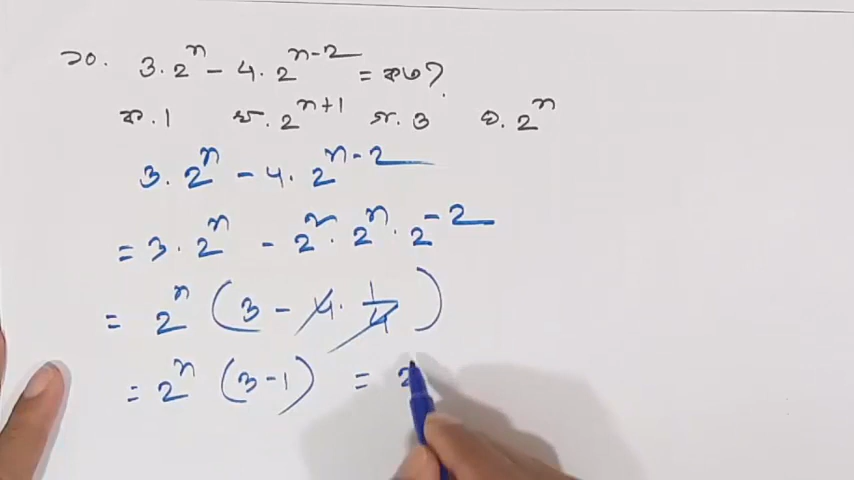 ১০. 3.2^n - 4.2^{n-2} = কত?
ক. 1 খ. 2^{n+1} গ. 3 ঘ. 2^n
3.2^n - 4.2^{n-2}
= 3.2^n - 2^2.2^n.2^{-2}
= 2^n (3 - 4.1/4)
= 2^n (3-1) = 2